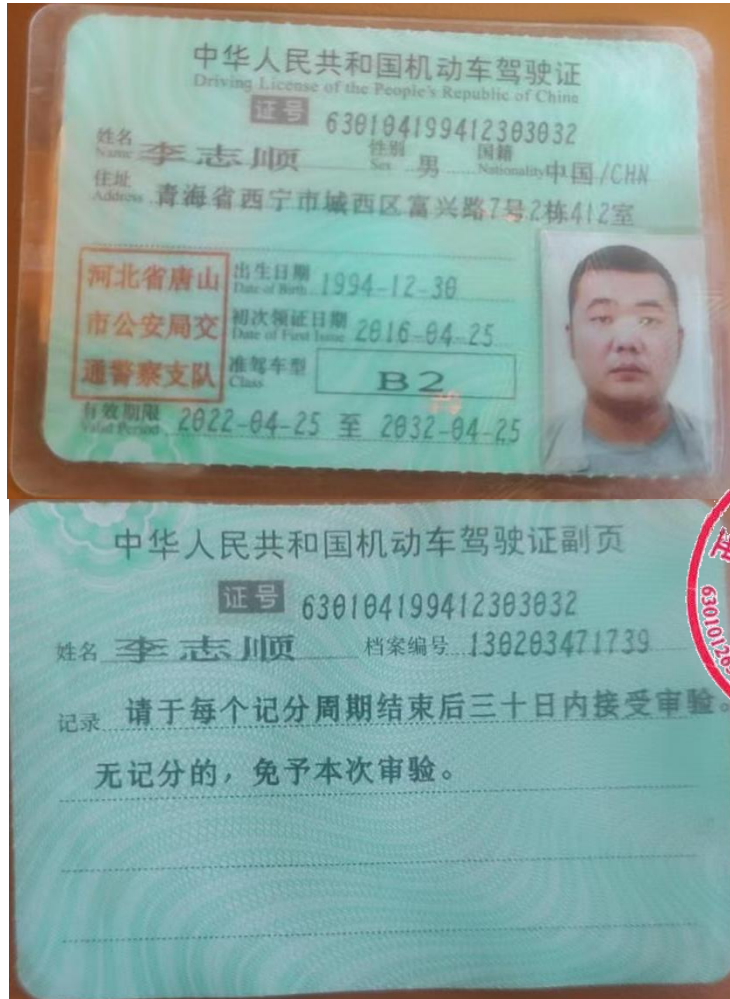 中华人民共和国机动车驾驶证
Driving License of the People's Republic of China
证号 630104199412303032
姓名 李志顺 性别 男 国籍 中国/CHN
Name Sex Nationality
住址 青海省西宁市城西区富兴路7号2栋412室
Address
河北省唐山
市公安局交
通警察支队
出生日期 1994-12-30
Date of Birth
初次领证日期 2016-04-25
Date of First Issue
准驾车型 B2
Class
有效期限 2022-04-25 至 2032-04-25
Valid Period
中华人民共和国机动车驾驶证副页
证号 630104199412303032
姓名 李志顺 档案编号 130203471739
记录 请于每个记分周期结束后三十日内接受审验。
无记分的，免予本次审验。